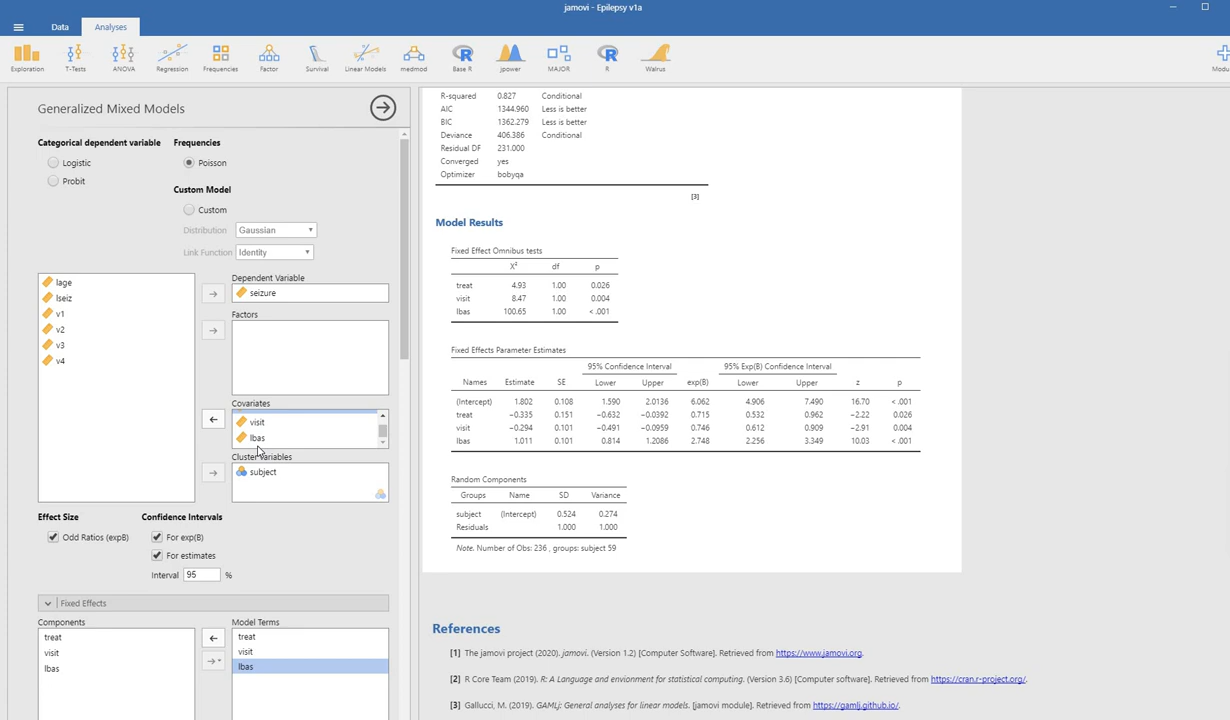 jamovi - Epilepsy v1a
Data Analyses
Exploration T-Tests ANOVA Regression Frequencies Factor Survival Linear Models medmod Base R jpower MAJOR R Walrus
Generalized Mixed Models
Categorical dependent variable Frequencies
Logistic Poisson
Probit
Custom Model
Custom
Distribution Gaussian
Link Function Identity
Dependent Variable
lage
seizure
lseiz
Factors
v1
v2
v3
v4
Covariates
visit
lbas
Cluster Variables
subject
Effect Size Confidence Intervals
Odd Ratios (expB) For exp(B)
For estimates
Interval 95 %
Fixed Effects
Components Model Terms
treat treat
visit visit
lbas lbas
R-squared 0.827 Conditional
AIC 1344.960 Less is better
BIC 1362.279 Less is better
Deviance 406.386 Conditional
Residual DF 231.000
Converged yes
Optimizer bobyqa
[3]
Model Results
Fixed Effect Omnibus tests
X² df p
treat 4.93 1.00 0.026
visit 8.47 1.00 0.004
lbas 100.65 1.00 < .001
Fixed Effects Parameter Estimates
95% Confidence Interval 95% Exp(B) Confidence Interval
Names Estimate SE Lower Upper exp(B) Lower Upper z p
(Intercept) 1.802 0.108 1.590 2.0136 6.062 4.906 7.490 16.70 < .001
treat −0.335 0.151 −0.632 −0.0392 0.715 0.532 0.962 −2.22 0.026
visit −0.294 0.101 −0.491 −0.0959 0.746 0.612 0.909 −2.91 0.004
lbas 1.011 0.101 0.814 1.2086 2.748 2.256 3.349 10.03 < .001
Random Components
Groups Name SD Variance
subject (Intercept) 0.524 0.274
Residuals 1.000 1.000
Note. Number of Obs: 236 , groups: subject 59
References
[1] The jamovi project (2020). jamovi. (Version 1.2) [Computer Software]. Retrieved from https://www.jamovi.org.
[2] R Core Team (2019). R: A Language and envionment for statistical computing. (Version 3.6) [Computer software]. Retrieved from https://cran.r-project.org/.
[3] Gallucci, M. (2019). GAMLj: General analyses for linear models. [jamovi module]. Retrieved from https://gamlj.github.io/.